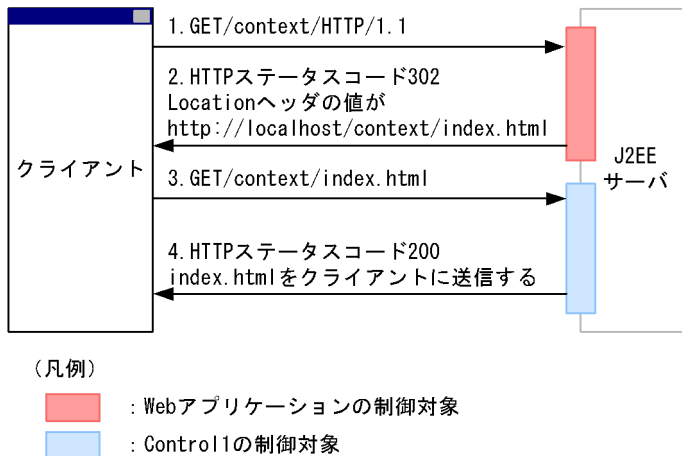 1.GET/context/HTTP/1.1
2.HTTPステータスコード302
Locationヘッダの値が
http://localhost/context/index.html
クライアント
J2EE
サーバ
3.GET/context/index.html
4.HTTPステータスコード200
index.htmlをクライアントに送信する
（凡例）
：Webアプリケーションの制御対象
：Control1の制御対象